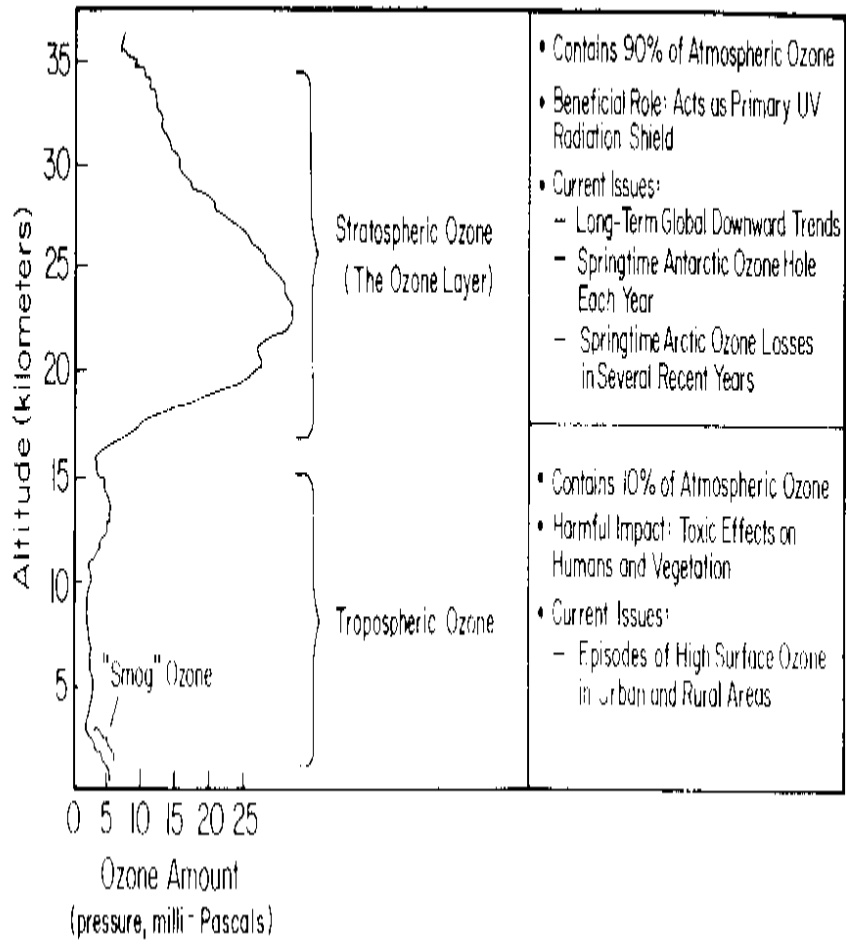 Altitude (kilometers)
35
30
25
20
15
10
5
"Smog" Ozone
0 5 10 15 20 25
Ozone Amount
(pressure, milli-Pascals)
Stratospheric Ozone
(The Ozone Layer)
Tropospheric Ozone
• Contains 90% of Atmospheric Ozone
• Beneficial Role: Acts as Primary UV
Radiation Shield
• Current Issues:
– Long-Term Global Downward Trends
– Springtime Antarctic Ozone Hole
Each Year
– Springtime Arctic Ozone Losses
in Several Recent Years
• Contains 10% of Atmospheric Ozone
• Harmful Impact: Toxic Effects on
Humans and Vegetation
• Current Issues:
– Episodes of High Surface Ozone
in Urban and Rural Areas